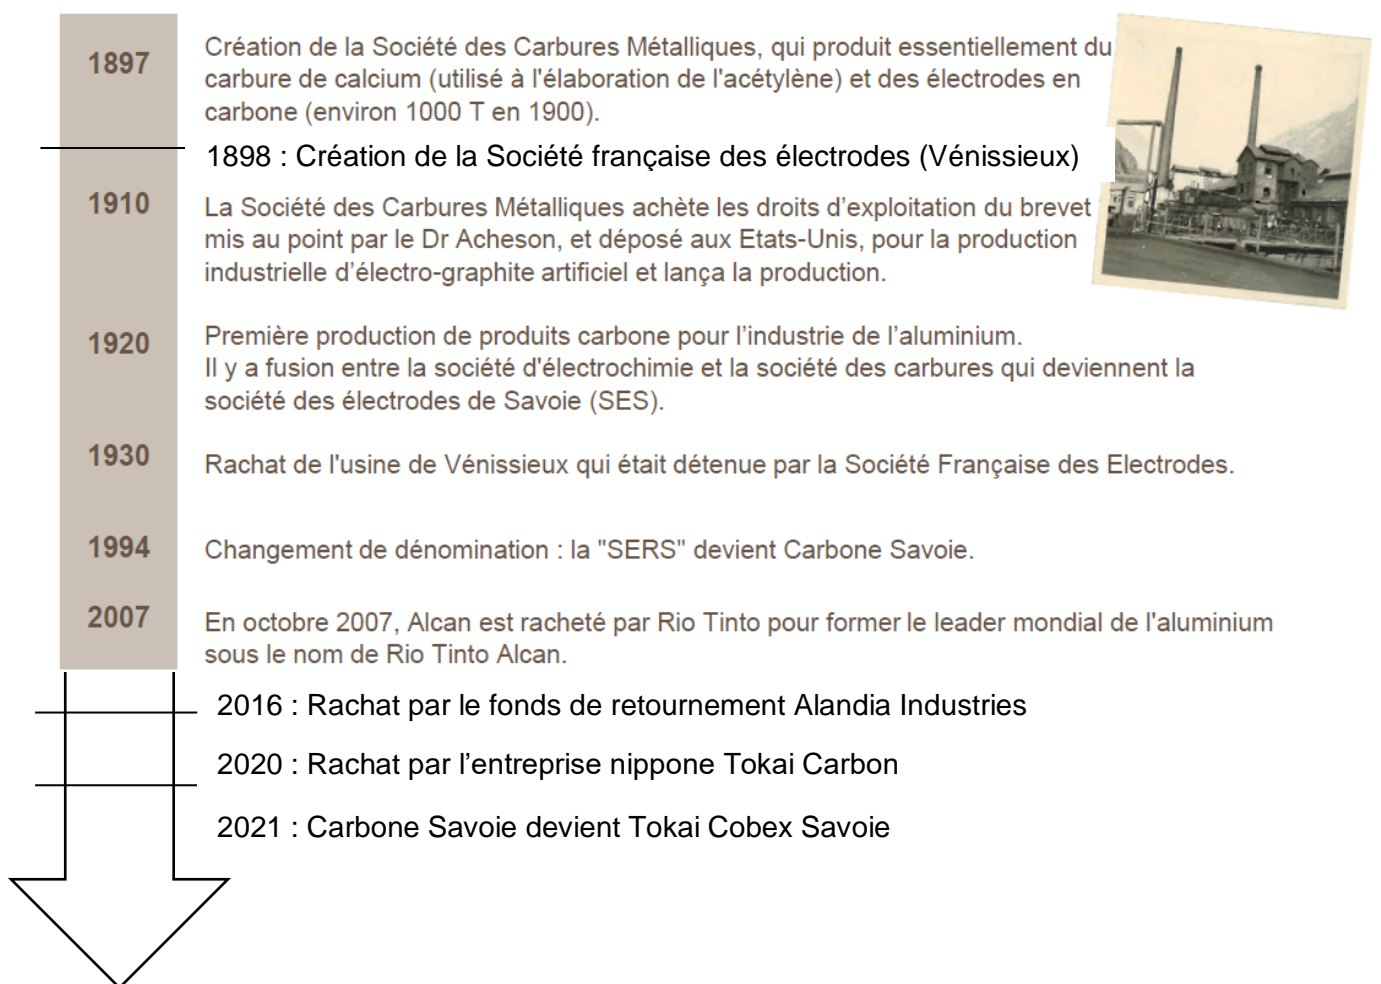 1897
Création de la Société des Carbures Métalliques, qui produit essentiellement du
carbure de calcium (utilisé à l'élaboration de l'acétylène) et des électrodes en
carbone (environ 1000 T en 1900).
1898 : Création de la Société française des électrodes (Vénissieux)
1910
La Société des Carbures Métalliques achète les droits d’exploitation du brevet
mis au point par le Dr Acheson, et déposé aux Etats-Unis, pour la production
industrielle d’électro-graphite artificiel et lança la production.
1920
Première production de produits carbone pour l’industrie de l’aluminium.
Il y a fusion entre la société d'électrochimie et la société des carbures qui deviennent la
société des électrodes de Savoie (SES).
1930
Rachat de l'usine de Vénissieux qui était détenue par la Société Française des Electrodes.
1994
Changement de dénomination : la "SERS" devient Carbone Savoie.
2007
En octobre 2007, Alcan est racheté par Rio Tinto pour former le leader mondial de l'aluminium
sous le nom de Rio Tinto Alcan.
2016 : Rachat par le fonds de retournement Alandia Industries
2020 : Rachat par l’entreprise nippone Tokai Carbon
2021 : Carbone Savoie devient Tokai Cobex Savoie